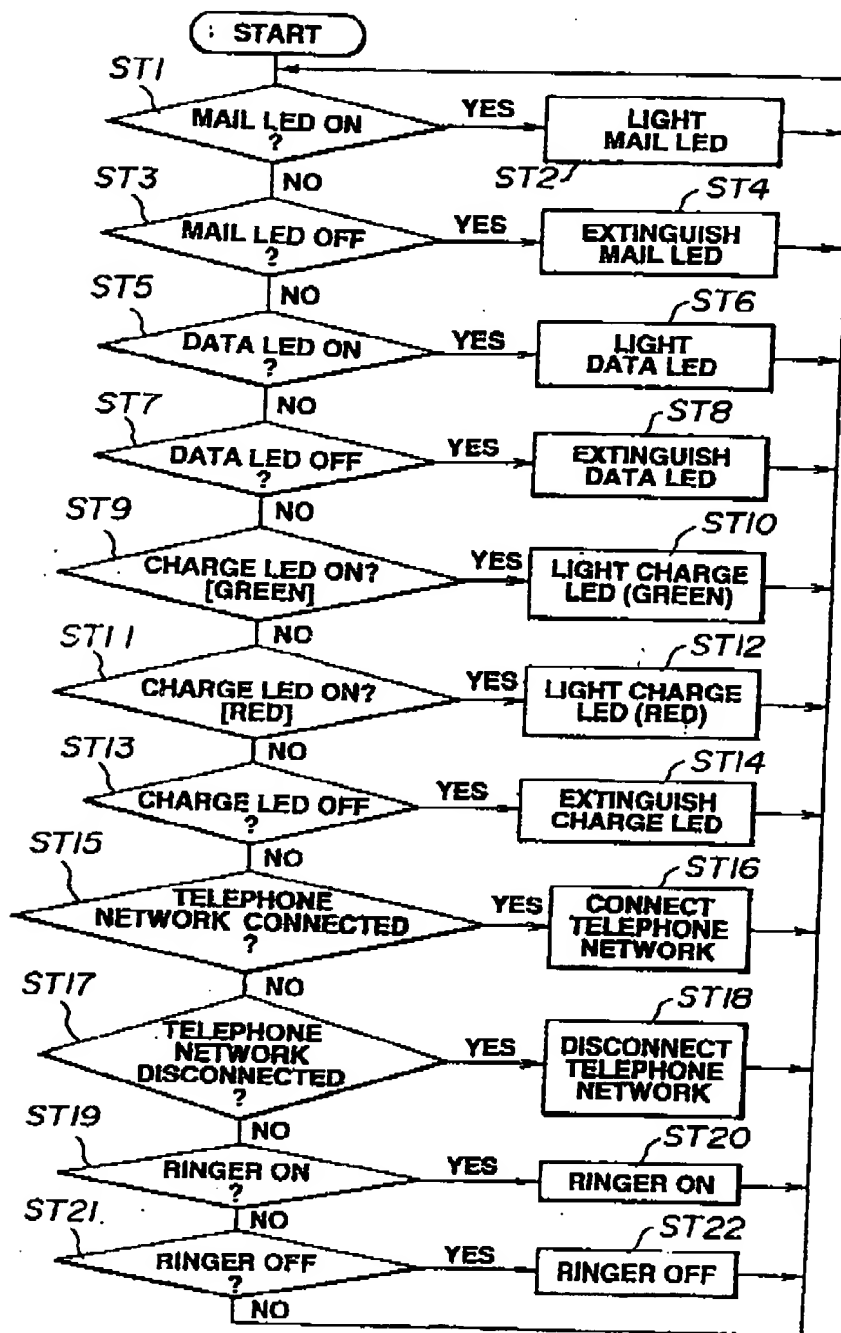 : START
ST1
MAIL LED ON
?
YES
LIGHT
MAIL LED
ST2
NO
ST3
MAIL LED OFF
?
YES
ST4
EXTINGUISH
MAIL LED
NO
ST5
DATA LED ON
?
YES
ST6
LIGHT
DATA LED
NO
ST7
DATA LED OFF
?
YES
ST8
EXTINGUISH
DATA LED
NO
ST9
CHARGE LED ON?
[GREEN]
YES
ST10
LIGHT CHARGE
LED (GREEN)
NO
ST11
CHARGE LED ON?
[RED]
YES
ST12
LIGHT CHARGE
LED (RED)
NO
ST13
CHARGE LED OFF
?
YES
ST14
EXTINGUISH
CHARGE LED
NO
ST15
TELEPHONE
NETWORK CONNECTED
?
YES
ST16
CONNECT
TELEPHONE
NETWORK
NO
ST17
TELEPHONE
NETWORK
DISCONNECTED
?
YES
ST18
DISCONNECT
TELEPHONE
NETWORK
NO
ST19
RINGER ON
?
YES
ST20
RINGER ON
NO
ST21.
RINGER OFF
?
YES
ST22
RINGER OFF
NO